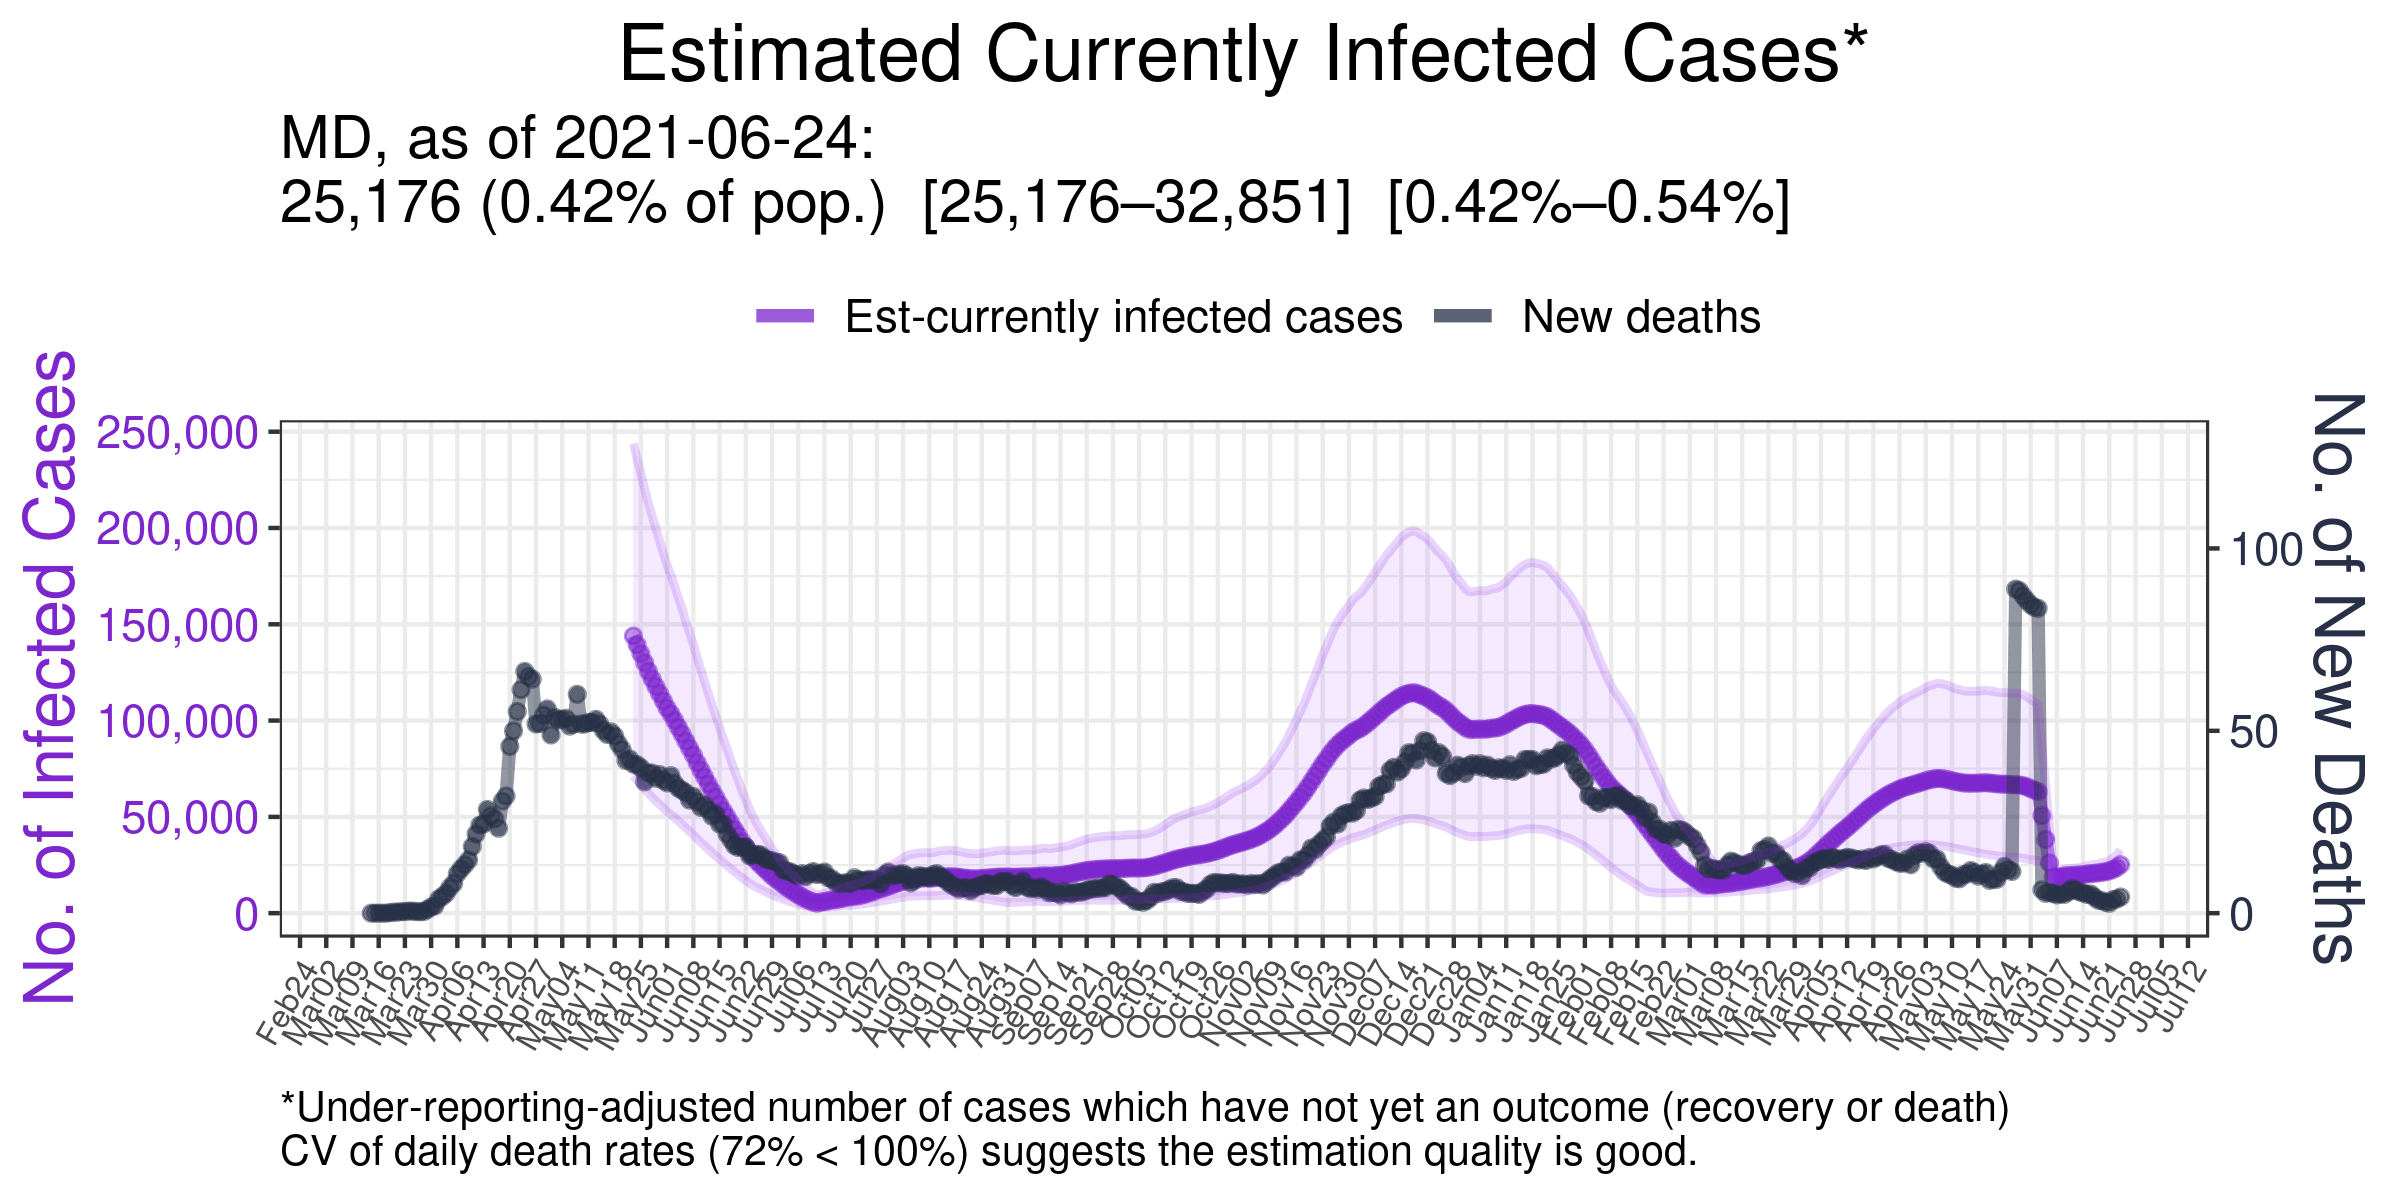 Estimated Currently Infected Cases*
MD, as of 2021-06-24:
25,176 (0.42% of pop.)  [25,176–32,851]  [0.42%–0.54%]
Est-currently infected cases
New deaths
No. of Infected Cases
250,000
200,000
150,000
100,000
50,000
0
No. of New Deaths
100
50
0
Feb24
Mar02
Mar09
Mar16
Mar23
Mar30
Apr06
Apr13
Apr20
Apr27
May04
May11
May18
May25
Jun01
Jun08
Jun15
Jun22
Jun29
Jul06
Jul13
Jul20
Jul27
Aug03
Aug10
Aug17
Aug24
Aug31
Sep07
Sep14
Sep21
Sep28
Oct05
Oct12
Oct19
Oct26
Nov02
Nov09
Nov16
Nov23
Nov30
Dec07
Dec14
Dec21
Dec28
Jan04
Jan11
Jan18
Jan25
Feb01
Feb08
Feb15
Feb22
Mar01
Mar08
Mar15
Mar22
Mar29
Apr05
Apr12
Apr19
Apr26
May03
May10
May17
May24
May31
Jun07
Jun14
Jun21
Jun28
Jul05
Jul12
*Under-reporting-adjusted number of cases which have not yet an outcome (recovery or death)
CV of daily death rates (72% < 100%) suggests the estimation quality is good.